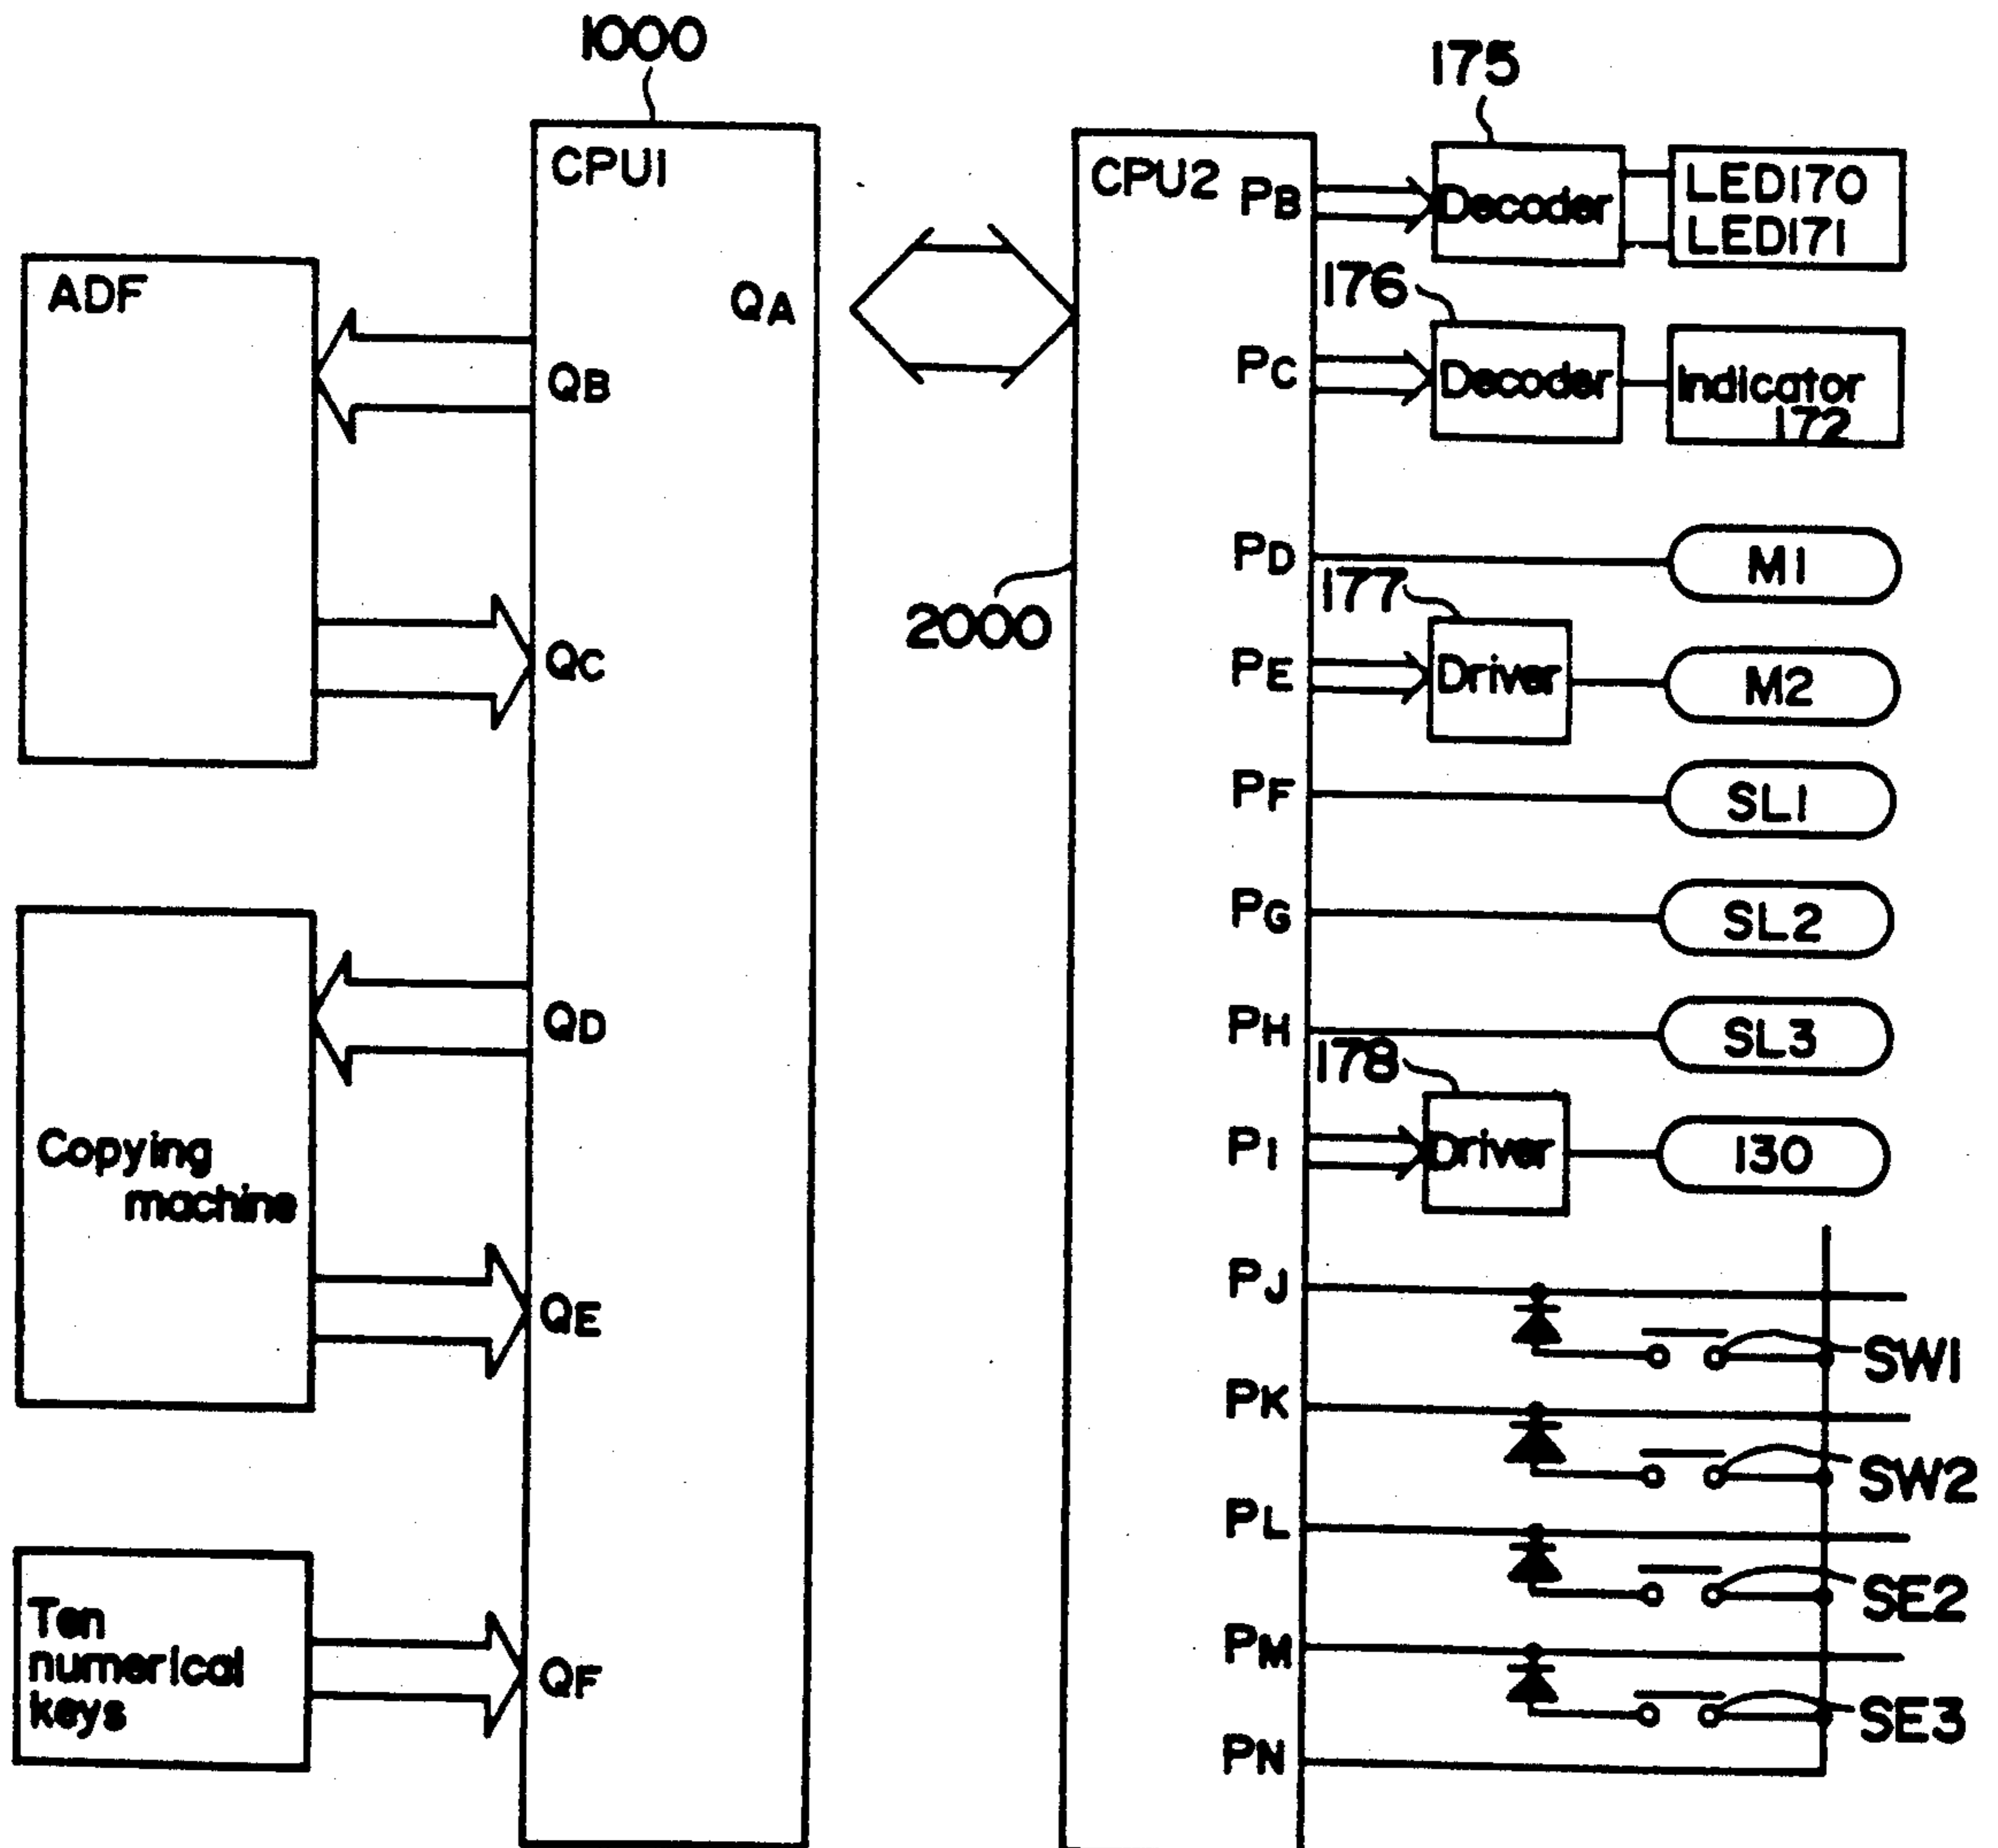 1000
CPU1
QA
QB
QC
QD
QE
QF
ADF
Copying
machine
Ten
numerical
keys
2000
CPU2
PB
PC
PD
PE
PF
PG
PH
PI
PJ
PK
PL
PM
PN
175
Decoder
LED170
LED171
176
Decoder
Indicator
172
M1
177
Driver
M2
SL1
SL2
SL3
178
Driver
130
SW1
SW2
SE2
SE3